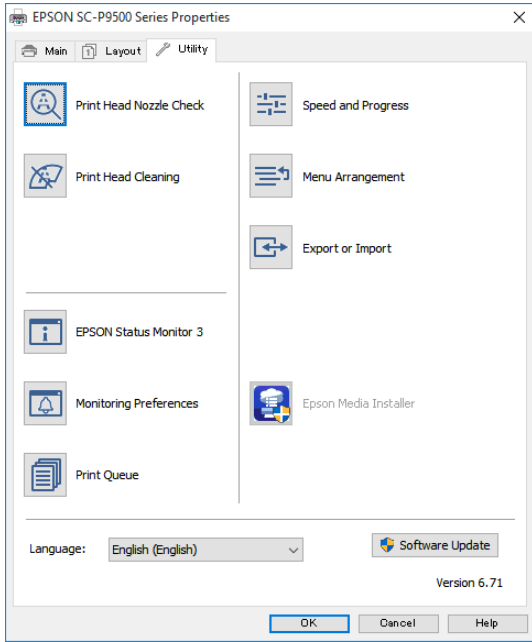 EPSON SC-P9500 Series Properties
Main
1
Layout
Utility
Print Head Nozzle Check
Print Head Cleaning
EPSON Status Monitor 3
Monitoring Preferences
Print Queue
Speed and Progress
Menu Arrangement
Export or Import
Epson Media Installer
Language:
English (English)
Software Update
Version 6.71
OK
Cancel
Help